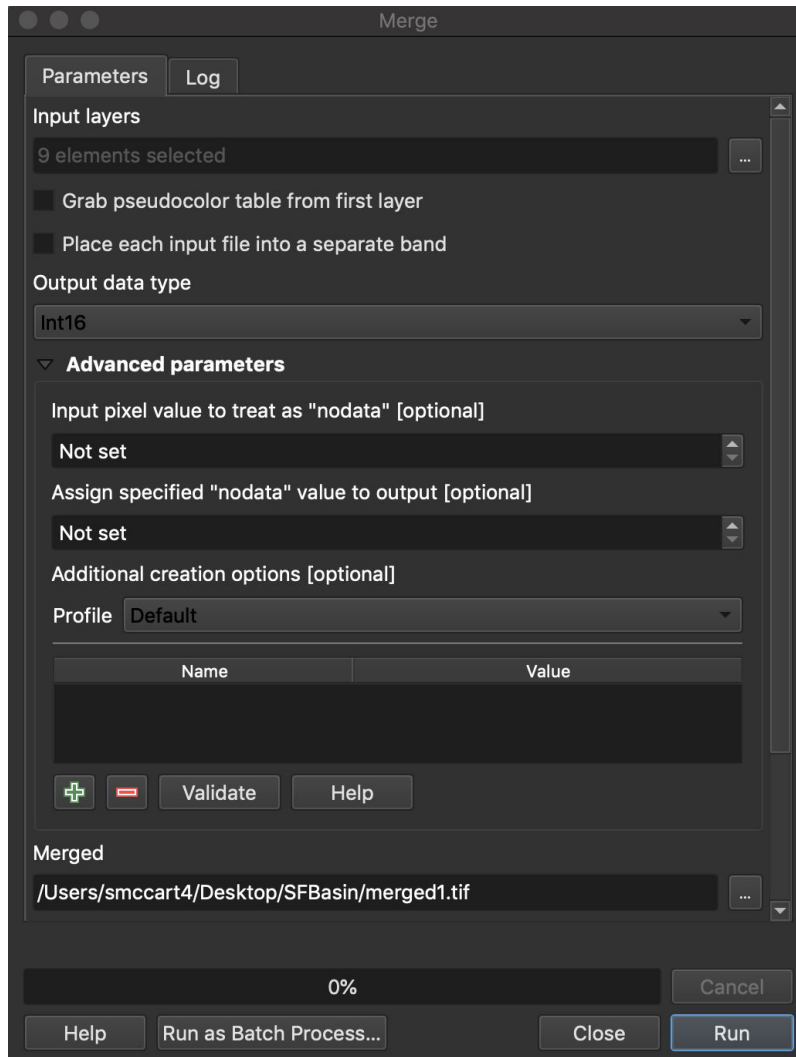 Merge
Parameters
Log
Input layers
9 elements selected
...
Grab pseudocolor table from first layer
Place each input file into a separate band
Output data type
Int16
Advanced parameters
Input pixel value to treat as "nodata" [optional]
Not set
Assign specified "nodata" value to output [optional]
Not set
Additional creation options [optional]
Profile Default
Name Value
Validate Help
Merged
/Users/smccart4/Desktop/SFBasin/merged1.tif
...
0% Cancel
Help Run as Batch Process... Close Run